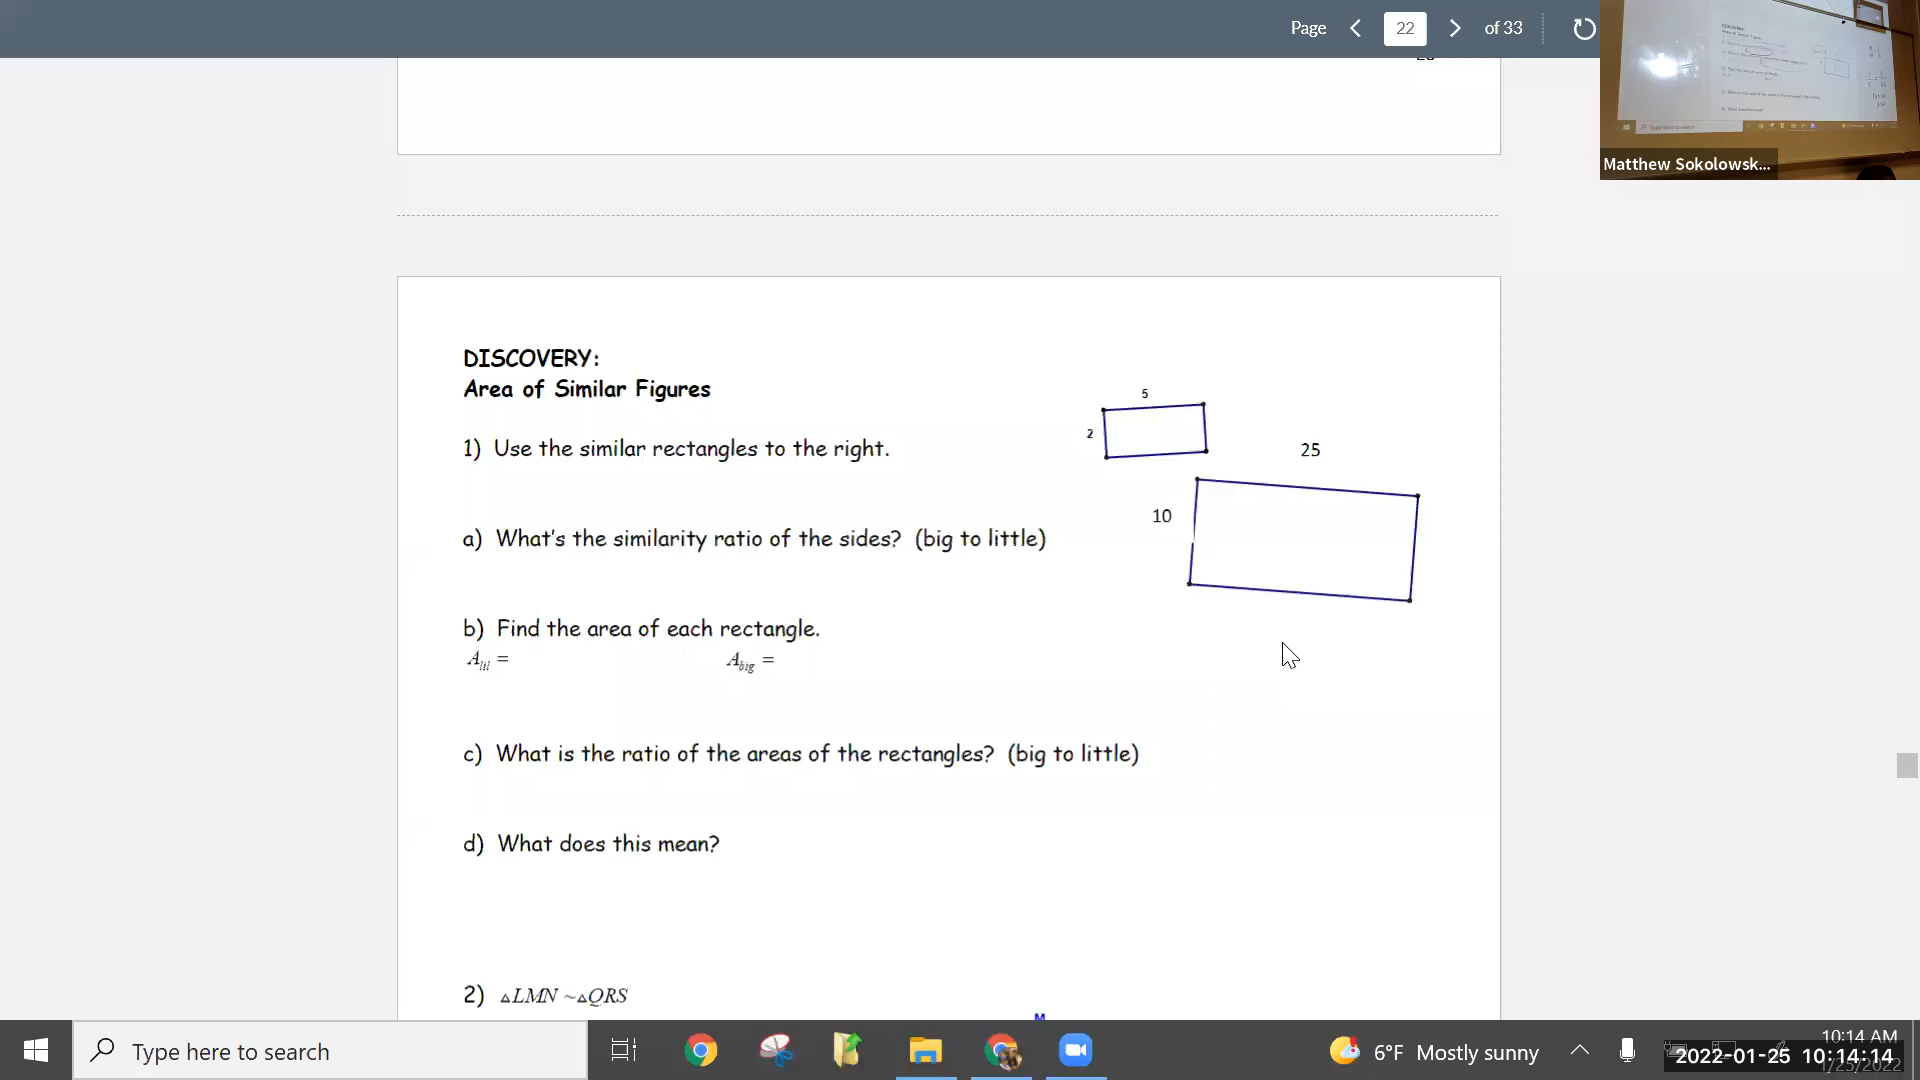 Page 22 of 33
Matthew Sokolowsk...
DISCOVERY:
Area of Similar Figures
5
2
1) Use the similar rectangles to the right.
25
10
a) What's the similarity ratio of the sides? (big to little)
b) Find the area of each rectangle.
A_ltl = A_big =
c) What is the ratio of the areas of the rectangles? (big to little)
d) What does this mean?
2) △LMN ~△QRS
M
Type here to search
6°F Mostly sunny
10:14 AM
2022-01-25 10:14:14